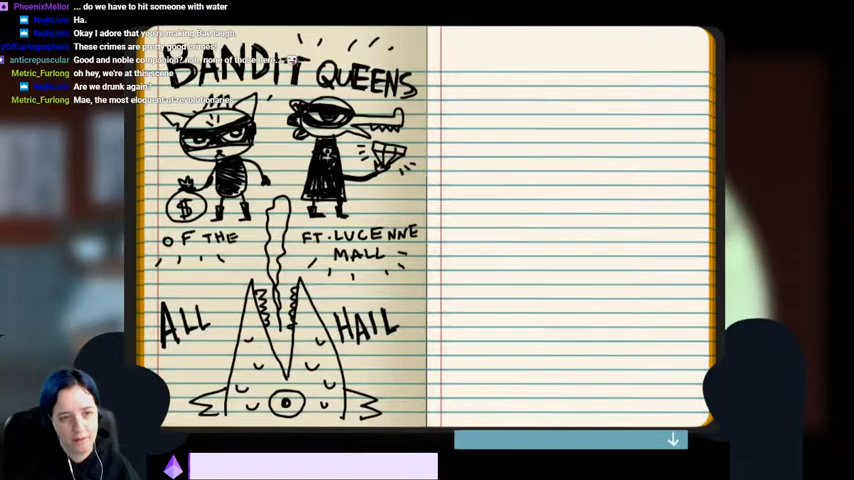 PhoenixMelior ... do we have to hit someone with water
Ha.
Okay I adore that you're making Bae laugh.
These crimes are pretty good crimes!
anticrepuscular Good and noble companion?
Metric_Furlong oh hey, we're at this scene
Are we drunk again?
Metric_Furlong Mae, the most eloquent of revolutionaries
BANDIT QUEENS
$
OF THE FT. LUCENNE
MALL
ALL HAIL